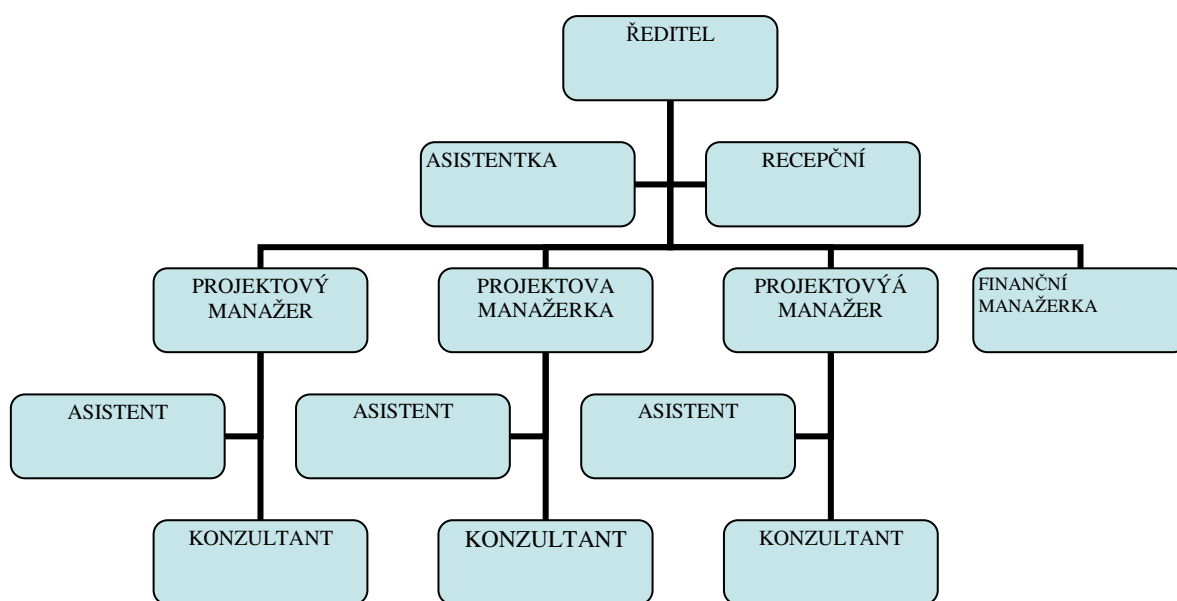 ŘEDITEL
ASISTENTKA
RECEPČNÍ
PROJEKTOVÝ
MANAŽER
PROJEKTOVA
MANAŽERKA
PROJEKTOVÝÁ
MANAŽER
FINANČNÍ
MANAŽERKA
ASISTENT
ASISTENT
ASISTENT
KONZULTANT
KONZULTANT
KONZULTANT